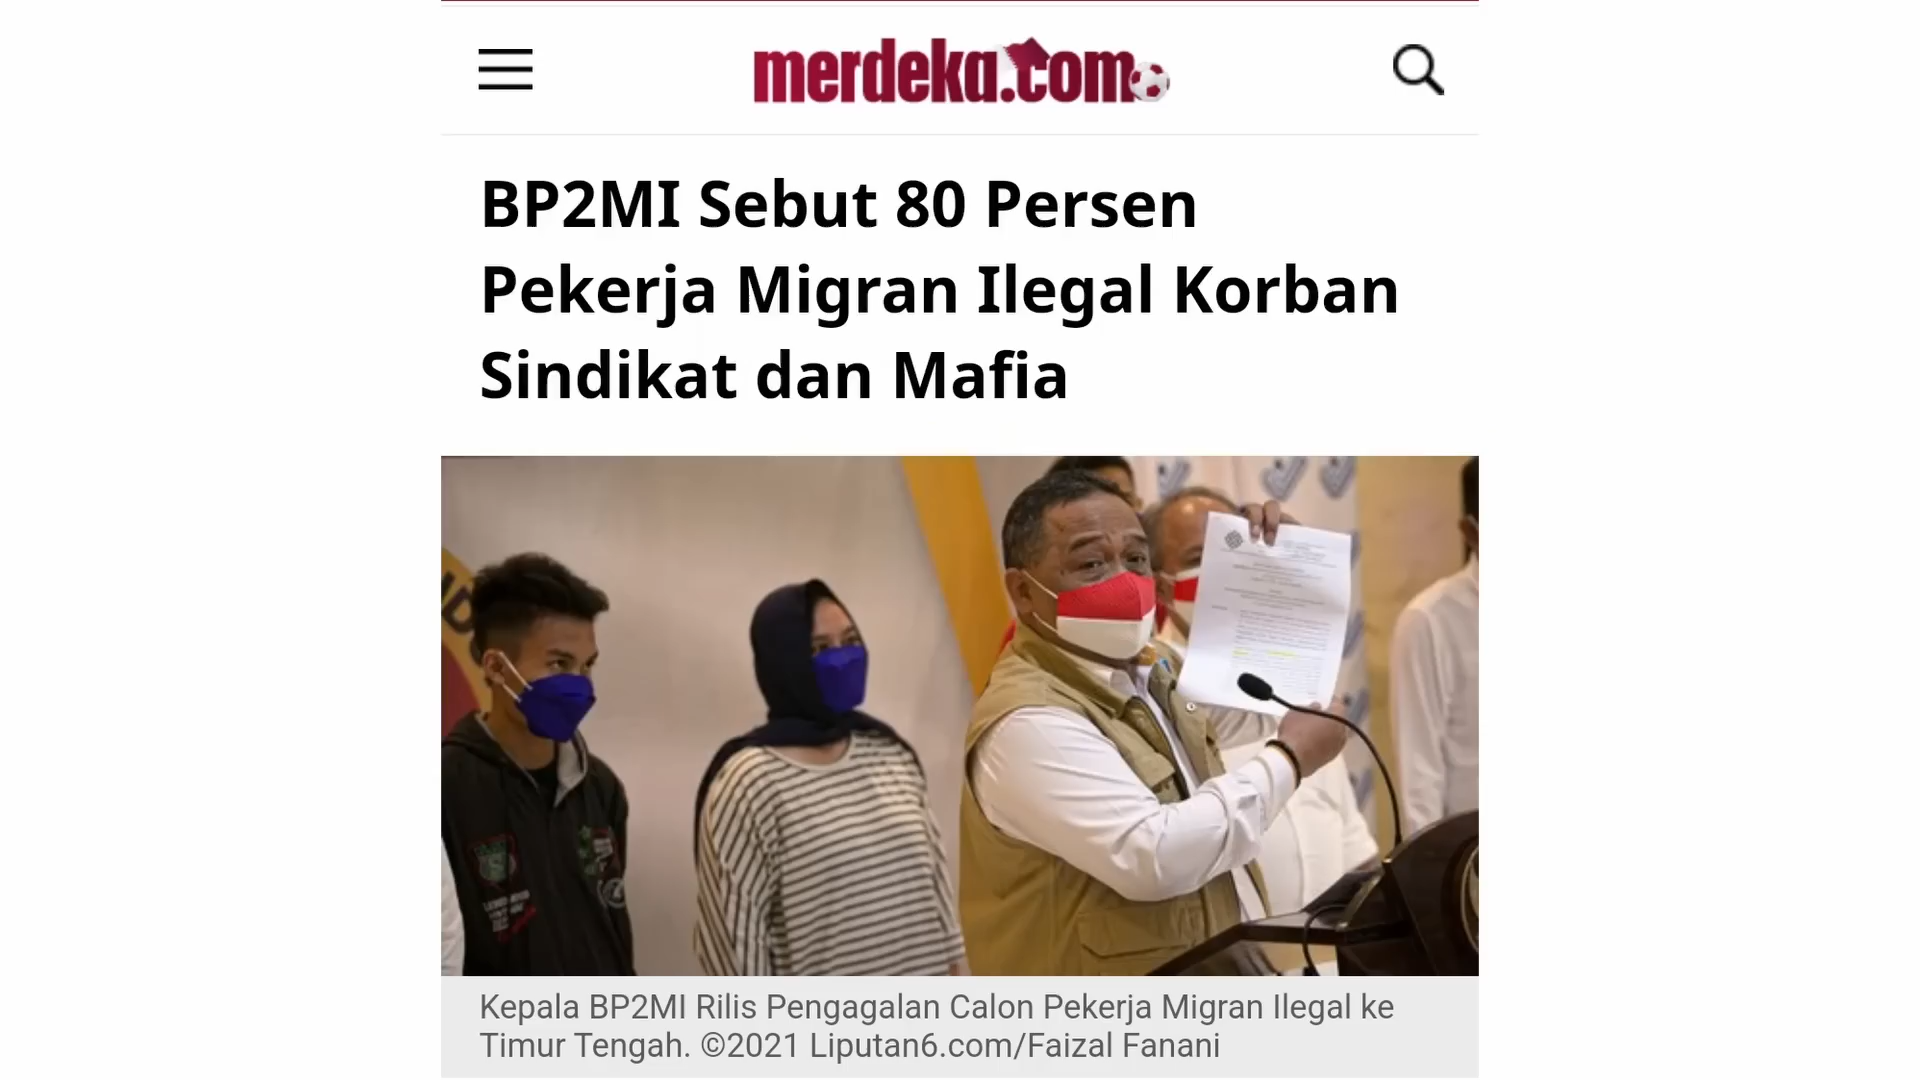 merdeka.com
BP2MI Sebut 80 Persen
Pekerja Migran Ilegal Korban
Sindikat dan Mafia
Kepala BP2MI Rilis Pengagalan Calon Pekerja Migran Ilegal ke
Timur Tengah. ©2021 Liputan6.com/Faizal Fanani